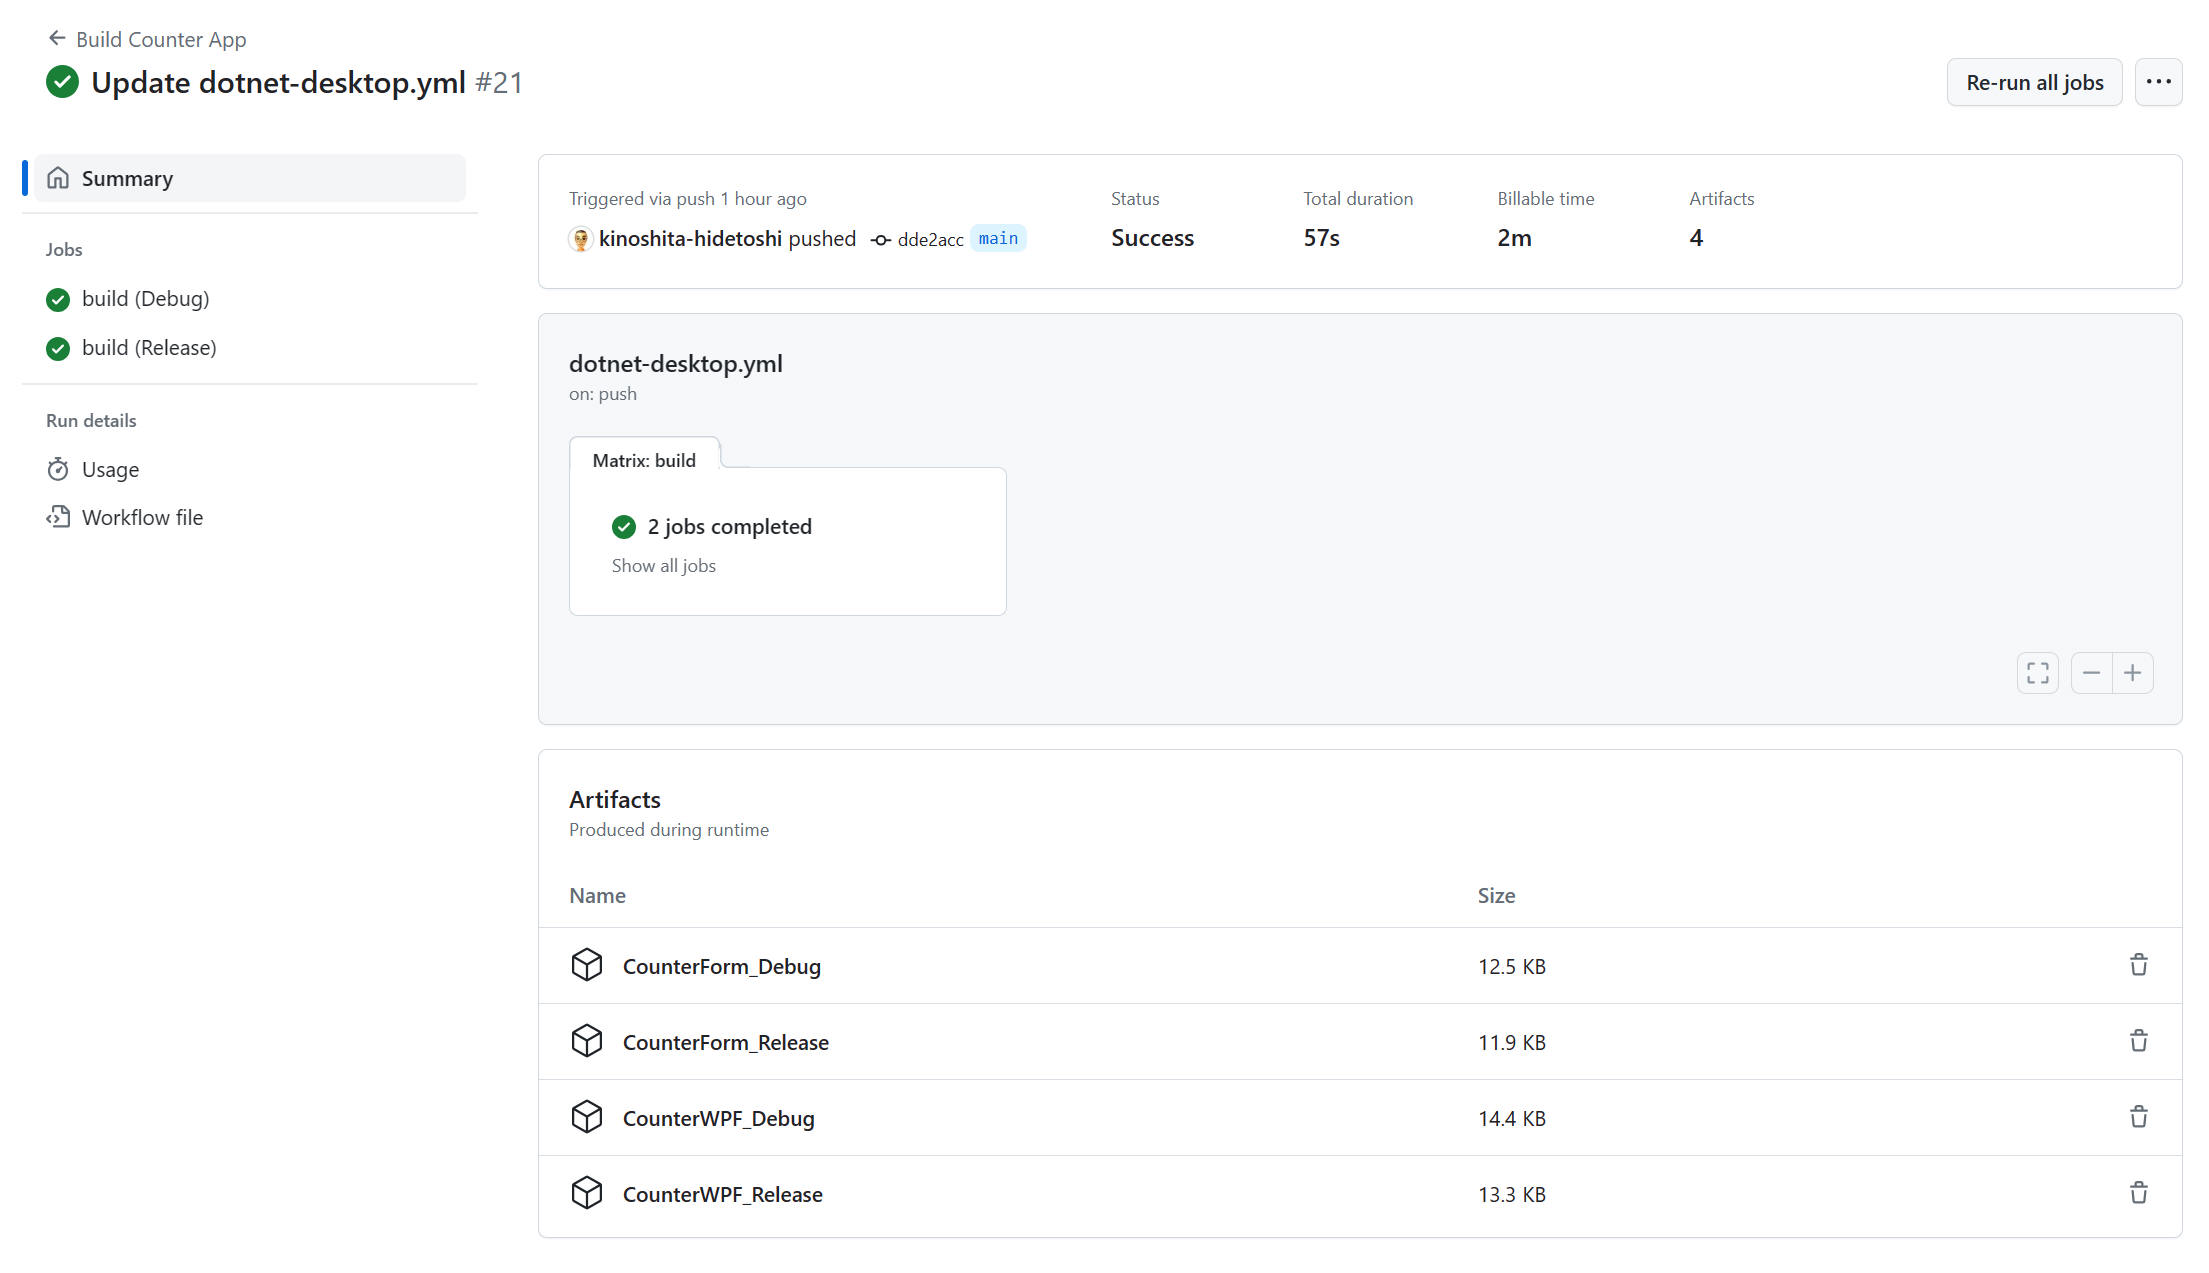 Build Counter App
Update dotnet-desktop.yml #21
Re-run all jobs
Summary
Jobs
build (Debug)
build (Release)
Run details
Usage
Workflow file
Triggered via push 1 hour ago
kinoshita-hidetoshi pushed dde2acc main
Status
Success
Total duration
57s
Billable time
2m
Artifacts
4
dotnet-desktop.yml
on: push
Matrix: build
2 jobs completed
Show all jobs
Artifacts
Produced during runtime
Name Size
CounterForm_Debug 12.5 KB
CounterForm_Release 11.9 KB
CounterWPF_Debug 14.4 KB
CounterWPF_Release 13.3 KB